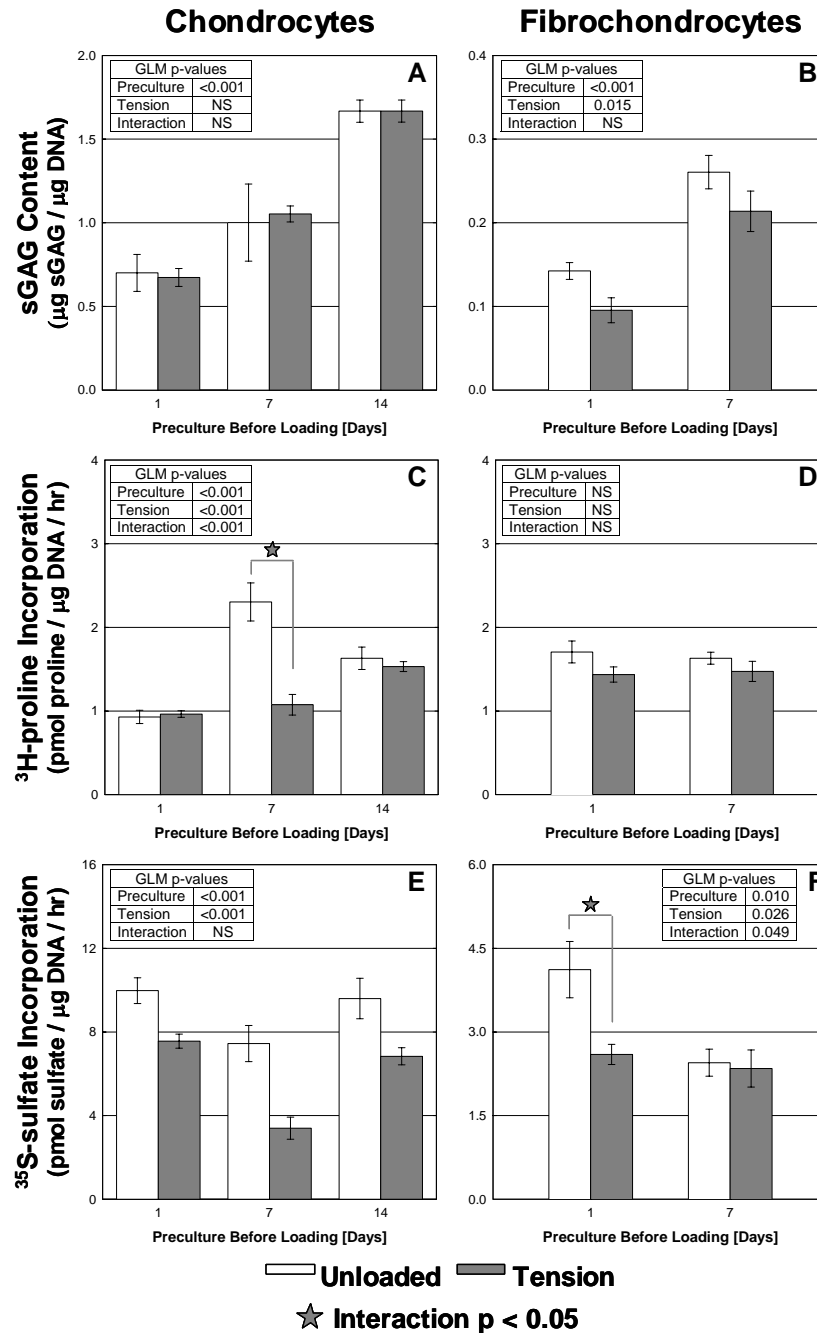 Chondrocytes
Fibrochondrocytes
sGAG Content
(µg sGAG / µg DNA)
2.0
1.5
1.0
0.5
0.0
GLM p-values
Preculture <0.001
Tension NS
Interaction NS
A
1 7 14
Preculture Before Loading [Days]
0.4
0.3
0.2
0.1
0.0
GLM p-values
Preculture <0.001
Tension 0.015
Interaction NS
B
1 7
Preculture Before Loading [Days]
³H-proline Incorporation
(pmol proline / µg DNA / hr)
4
3
2
1
0
GLM p-values
Preculture <0.001
Tension <0.001
Interaction <0.001
C
1 7 14
Preculture Before Loading [Days]
4
3
2
1
0
GLM p-values
Preculture NS
Tension NS
Interaction NS
D
1 7
Preculture Before Loading [Days]
³⁵S-sulfate Incorporation
(pmol sulfate / µg DNA / hr)
16
12
8
4
0
GLM p-values
Preculture <0.001
Tension <0.001
Interaction NS
E
1 7 14
Preculture Before Loading [Days]
6.0
4.5
3.0
1.5
0.0
GLM p-values
Preculture 0.010
Tension 0.026
Interaction 0.049
F
1 7
Preculture Before Loading [Days]
Unloaded Tension
Interaction p < 0.05